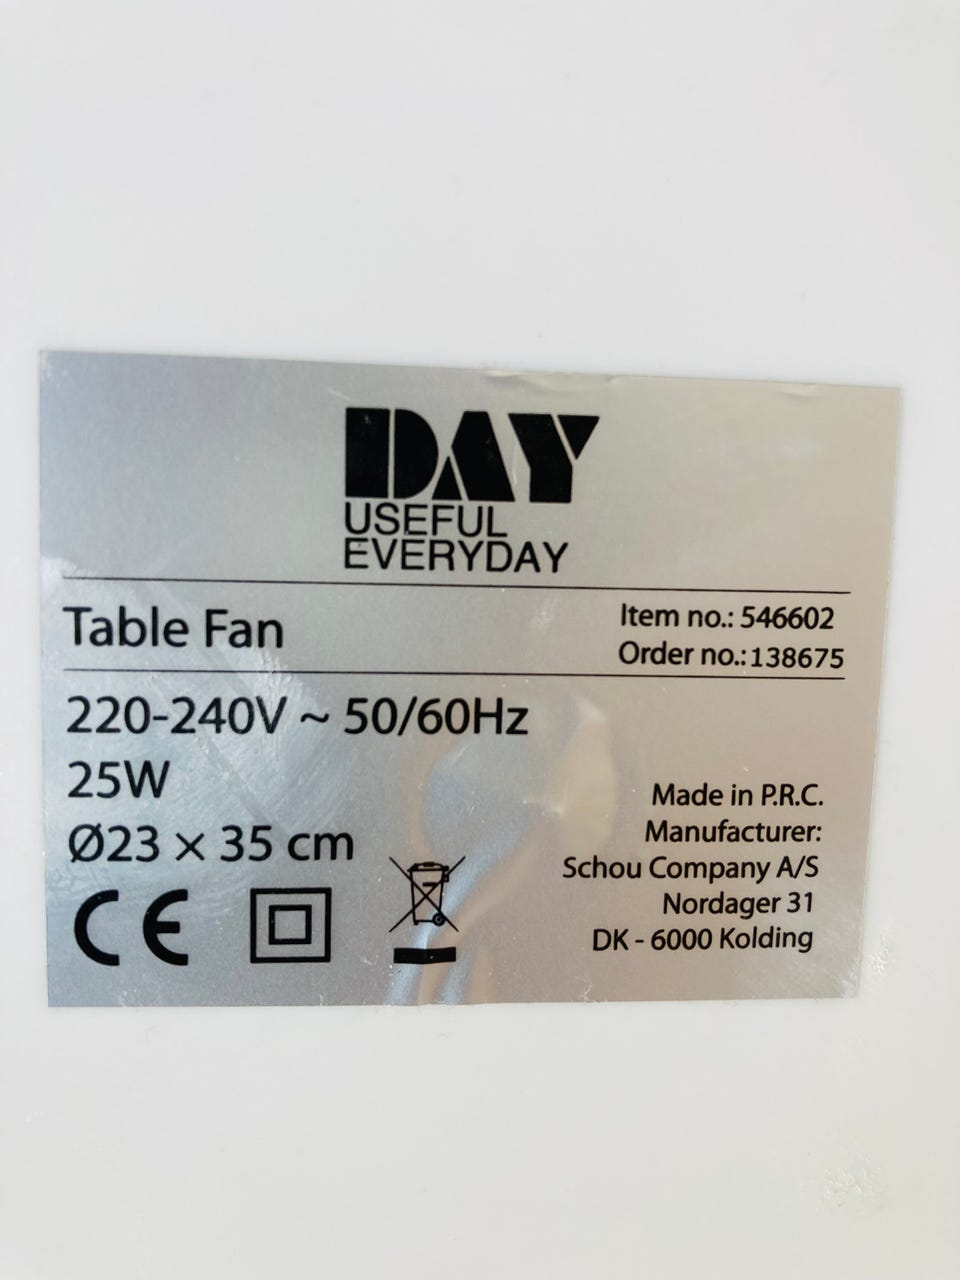 DAY
USEFUL
EVERYDAY
Table Fan
Item no.: 546602
Order no.:138675
220-240V ~ 50/60Hz
25W
Ø23 × 35 cm
CE
Made in P.R.C.
Manufacturer:
Schou Company A/S
Nordager 31
DK - 6000 Kolding